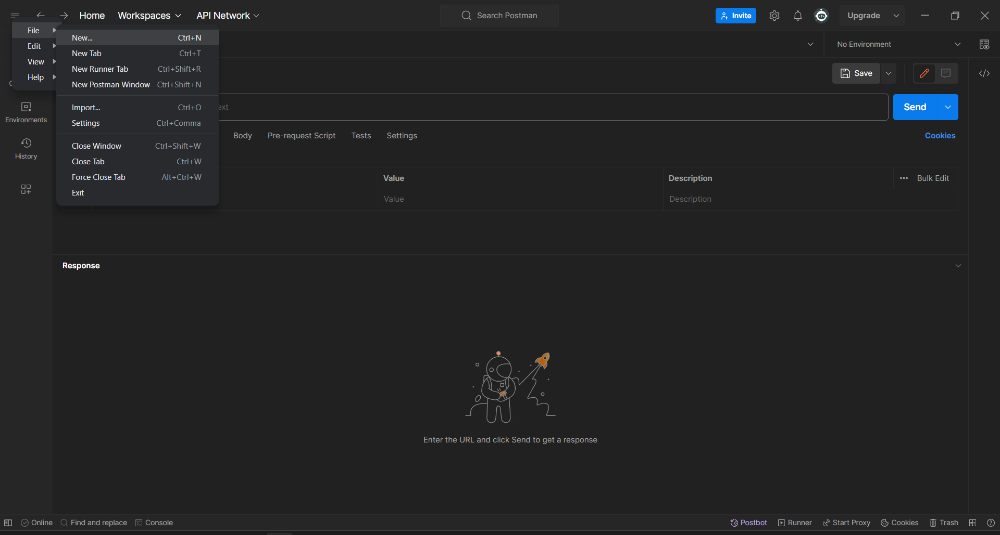 Home Workspaces API Network Search Postman Invite Upgrade
File
Edit
View
Help
New... Ctrl+N
New Tab Ctrl+T
New Runner Tab Ctrl+Shift+R
New Postman Window Ctrl+Shift+N
Import... Ctrl+O
Settings Ctrl+Comma
Close Window Ctrl+Shift+W
Close Tab Ctrl+W
Force Close Tab Alt+Ctrl+W
Exit
No Environment
Save
Environments
History
Send
Body Pre-request Script Tests Settings Cookies
Value Description Bulk Edit
Value Description
Response
Enter the URL and click Send to get a response
Online Find and replace Console Postbot Runner Start Proxy Cookies Trash